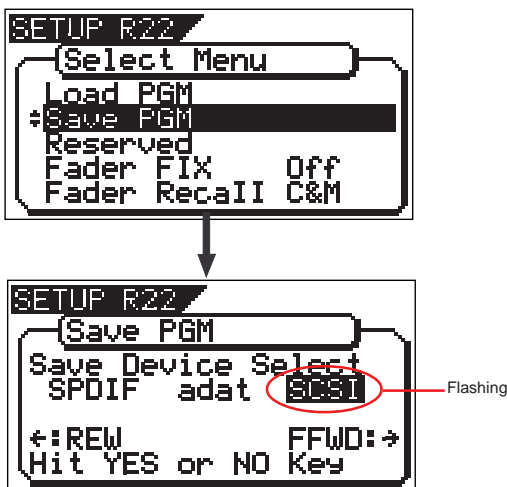 SETUP R22
Select Menu
Load PGM
Save PGM
Reserved
Fader FIX Off
Fader RecaII C&M
SETUP R22
Save PGM
Save Device Select
SPDIF adat SCSI
Flashing
←:REW FFWD:→
Hit YES or NO Key